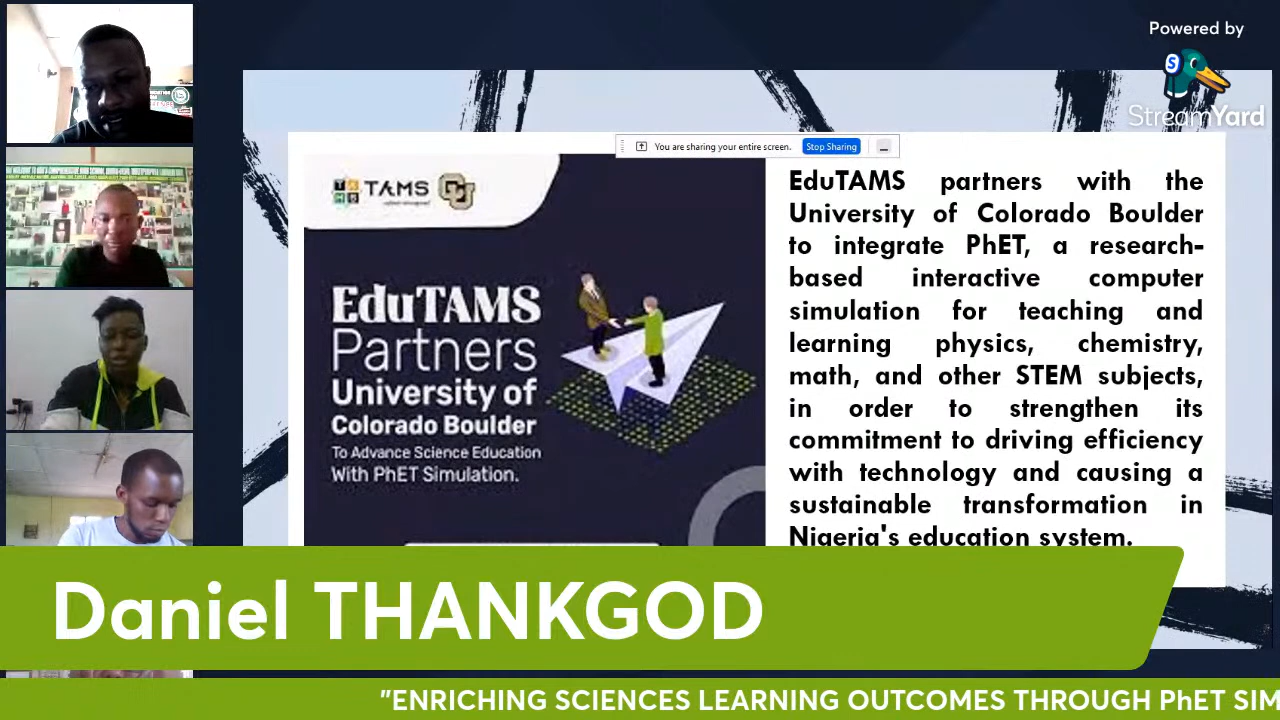 Powered by
StreamYard
You are sharing your entire screen.
Stop Sharing
TAMS
EduTAMS
Partners
University of
Colorado Boulder
To Advance Science Education
With PhET Simulation.
EduTAMS partners with the
University of Colorado Boulder
to integrate PhET, a research-
based interactive computer
simulation for teaching and
learning physics, chemistry,
math, and other STEM subjects,
in order to strengthen its
commitment to driving efficiency
with technology and causing a
sustainable transformation in
Nigeria's education system.
Daniel THANKGOD
"ENRICHING SCIENCES LEARNING OUTCOMES THROUGH PhET SIM